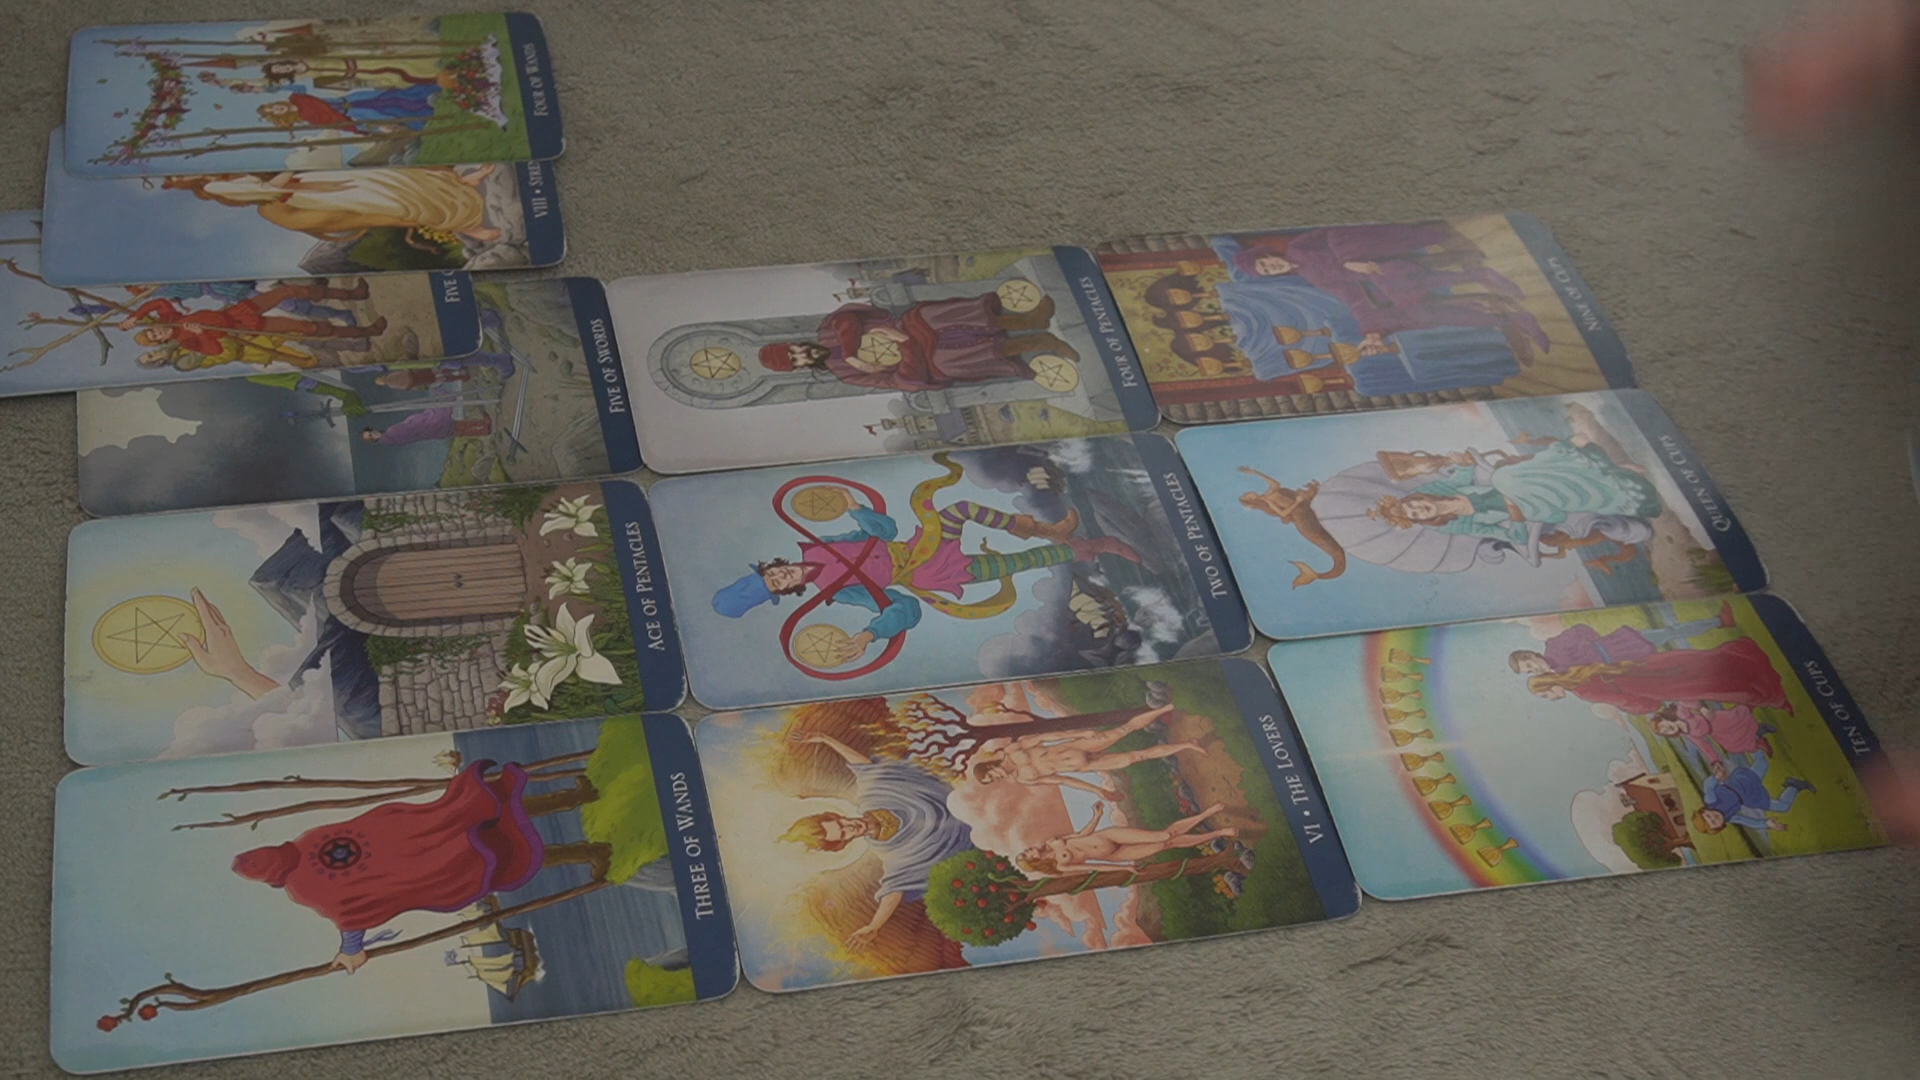 FOUR OF WANDS
VIII • STRE
FIVE
FIVE OF SWORDS
FOUR OF PENTACLES
NINE OF CUPS
ACE OF PENTACLES
TWO OF PENTACLES
QUEEN OF CUPS
THREE OF WANDS
VI • THE LOVERS
TEN OF CUPS